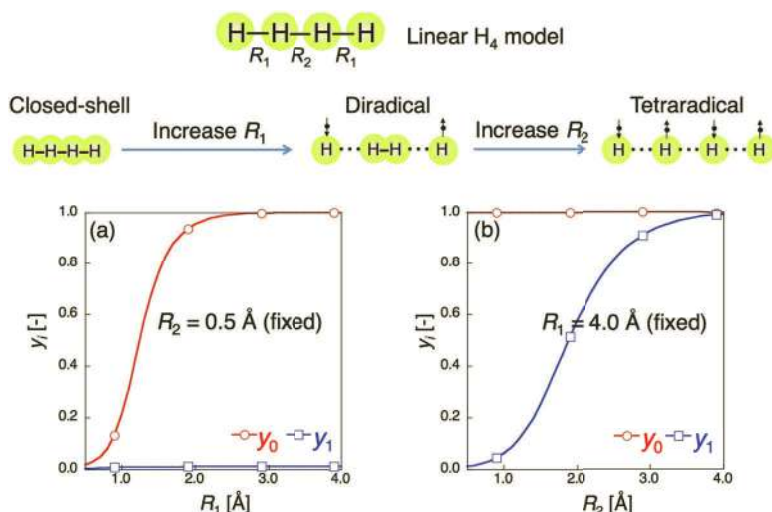 H–H–H–H Linear H4 model
R1 R2 R1
Closed-shell Diradical Tetraradical
Increase R1 Increase R2
H–H–H–H H H–H H H H H H
(a) (b)
1.0 1.0
0.8 0.8
0.6 0.6
R2 = 0.5 Å (fixed) R1 = 4.0 Å (fixed)
yi [-] yi [-]
0.4 0.4
0.2 0.2
y0 y1 y0 y1
0.0 0.0
1.0 2.0 3.0 4.0 1.0 2.0 3.0 4.0
R1 [Å] R2 [Å]